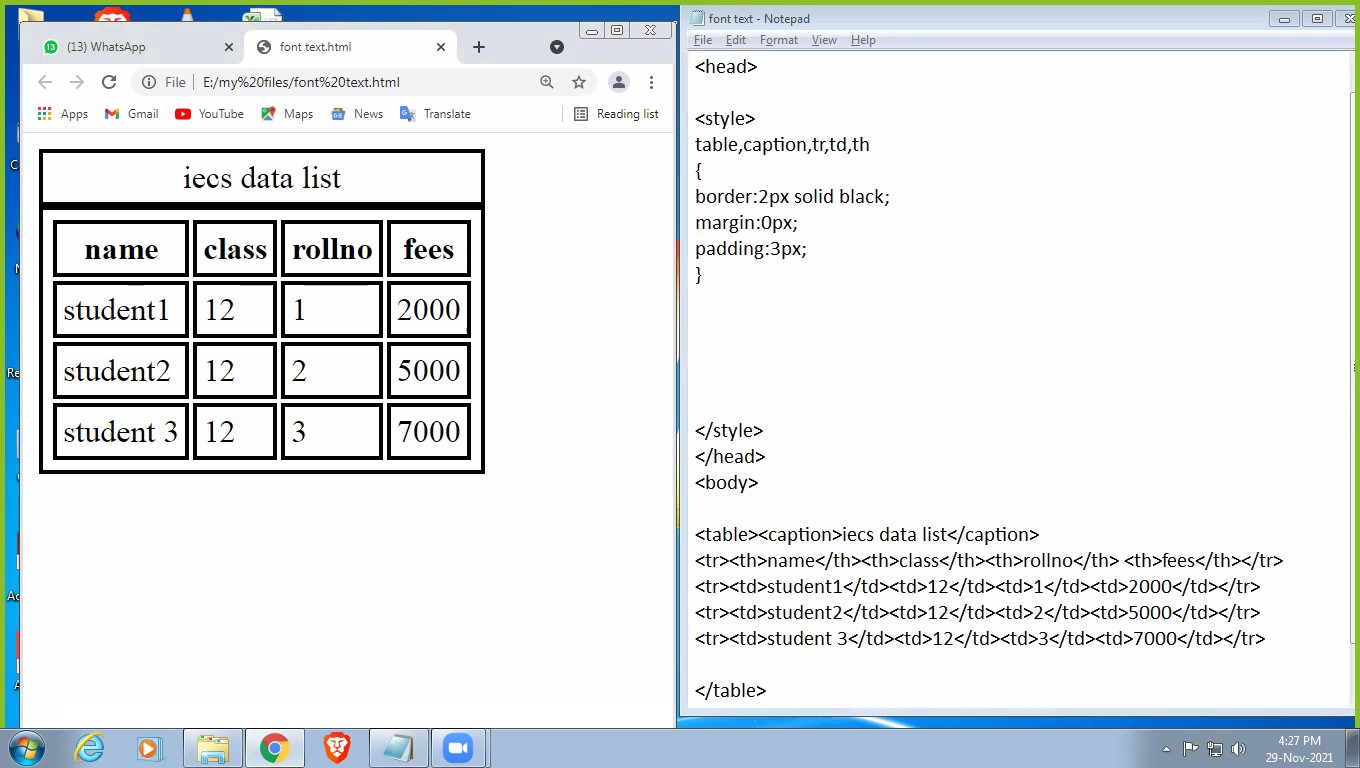 (13) WhatsApp
font text.html
File
E:/my%20files/font%20text.html
Apps
Gmail
YouTube
Maps
News
Translate
Reading list
iecs data list
name class rollno fees
student1 12 1 2000
student2 12 2 5000
student 3 12 3 7000
font text - Notepad
File Edit Format View Help
<head>
<style>
table,caption,tr,td,th
{
border:2px solid black;
margin:0px;
padding:3px;
}
</style>
</head>
<body>
<table><caption>iecs data list</caption>
<tr><th>name</th><th>class</th><th>rollno</th> <th>fees</th></tr>
<tr><td>student1</td><td>12</td><td>1</td><td>2000</td></tr>
<tr><td>student2</td><td>12</td><td>2</td><td>5000</td></tr>
<tr><td>student 3</td><td>12</td><td>3</td><td>7000</td></tr>
</table>
4:27 PM
29-Nov-2021